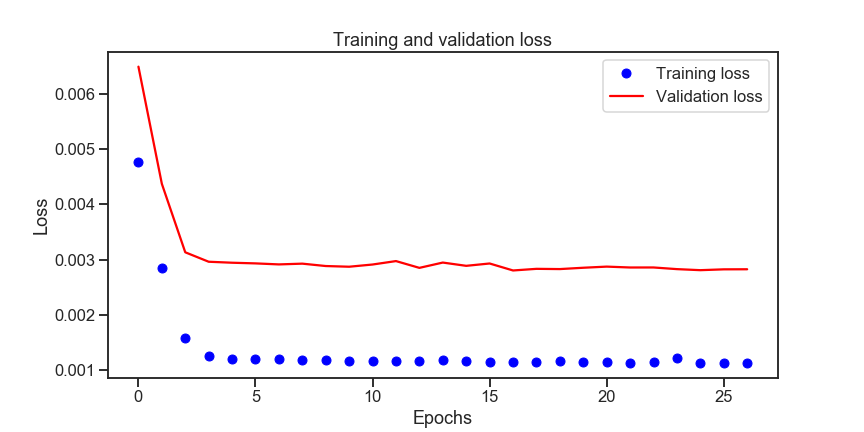 Training and validation loss
Training loss
Validation loss
0.006
0.005
0.004
0.003
0.002
0.001
Loss
0 5 10 15 20 25
Epochs